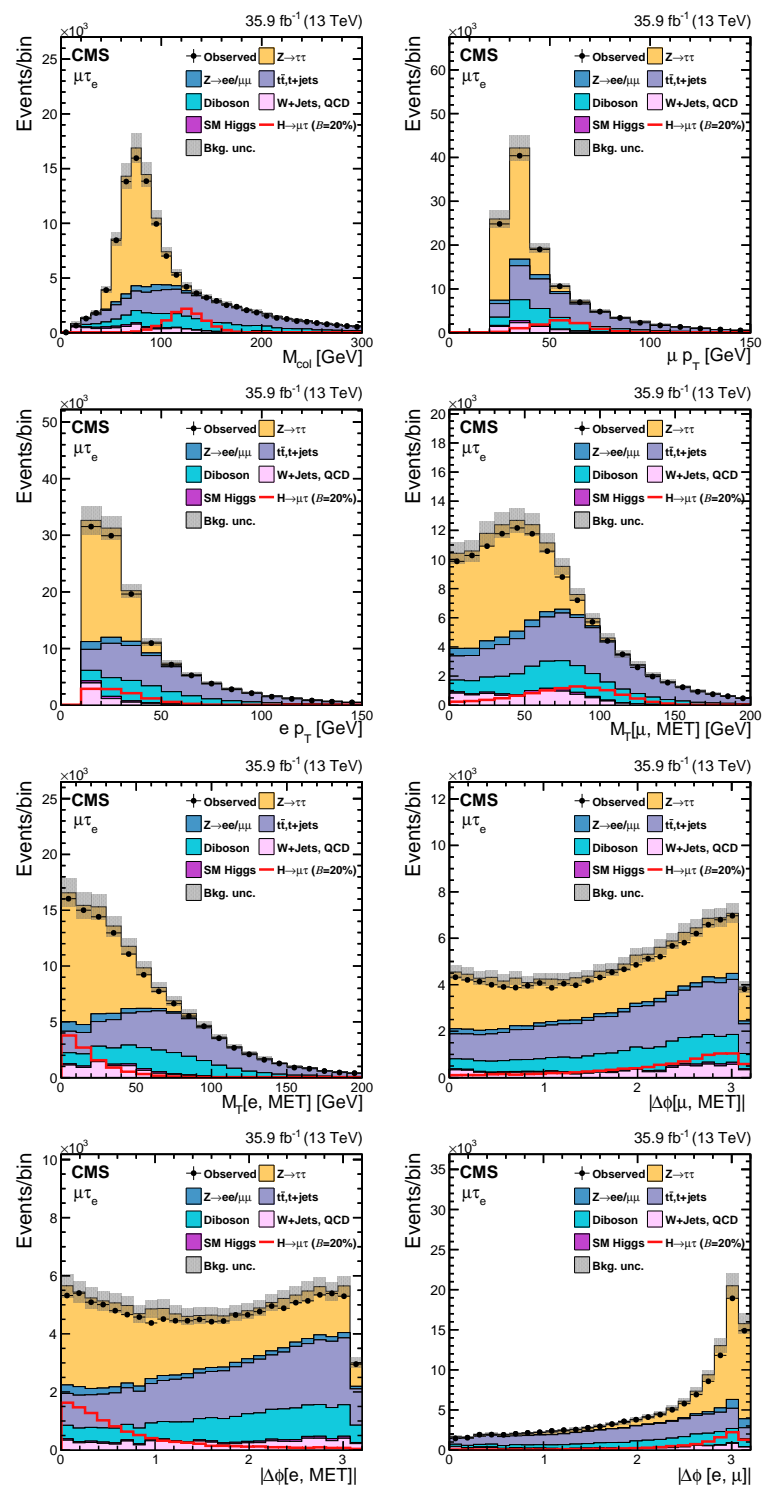 35.9 fb⁻¹ (13 TeV)
×10³
CMS
μτₑ
Observed Z→ττ
Z→ee/μμ tt̄,t+jets
Diboson W+Jets, QCD
SM Higgs H→μτ (B=20%)
Bkg. unc.
Events/bin
25
20
15
10
5
0
0 100 200 300
M_col [GeV]
35.9 fb⁻¹ (13 TeV)
×10³
CMS
μτₑ
Observed Z→ττ
Z→ee/μμ tt̄,t+jets
Diboson W+Jets, QCD
SM Higgs H→μτ (B=20%)
Bkg. unc.
Events/bin
60
50
40
30
20
10
0
0 50 100 150
μ p_T [GeV]
35.9 fb⁻¹ (13 TeV)
×10³
CMS
μτₑ
Observed Z→ττ
Z→ee/μμ tt̄,t+jets
Diboson W+Jets, QCD
SM Higgs H→μτ (B=20%)
Bkg. unc.
Events/bin
50
40
30
20
10
0
0 50 100 150
e p_T [GeV]
35.9 fb⁻¹ (13 TeV)
×10³
CMS
μτₑ
Observed Z→ττ
Z→ee/μμ tt̄,t+jets
Diboson W+Jets, QCD
SM Higgs H→μτ (B=20%)
Bkg. unc.
Events/bin
20
18
16
14
12
10
8
6
4
2
0
0 50 100 150 200
M_T[μ, MET] [GeV]
35.9 fb⁻¹ (13 TeV)
×10³
CMS
μτₑ
Observed Z→ττ
Z→ee/μμ tt̄,t+jets
Diboson W+Jets, QCD
SM Higgs H→μτ (B=20%)
Bkg. unc.
Events/bin
25
20
15
10
5
0
0 50 100 150 200
M_T[e, MET] [GeV]
35.9 fb⁻¹ (13 TeV)
×10³
CMS
μτₑ
Observed Z→ττ
Z→ee/μμ tt̄,t+jets
Diboson W+Jets, QCD
SM Higgs H→μτ (B=20%)
Bkg. unc.
Events/bin
12
10
8
6
4
2
0
0 1 2 3
|Δϕ[μ, MET]|
35.9 fb⁻¹ (13 TeV)
×10³
CMS
μτₑ
Observed Z→ττ
Z→ee/μμ tt̄,t+jets
Diboson W+Jets, QCD
SM Higgs H→μτ (B=20%)
Bkg. unc.
Events/bin
10
8
6
4
2
0
0 1 2 3
|Δϕ[e, MET]|
35.9 fb⁻¹ (13 TeV)
×10³
CMS
μτₑ
Observed Z→ττ
Z→ee/μμ tt̄,t+jets
Diboson W+Jets, QCD
SM Higgs H→μτ (B=20%)
Bkg. unc.
Events/bin
35
30
25
20
15
10
5
0
0 1 2 3
|Δϕ [e, μ]|